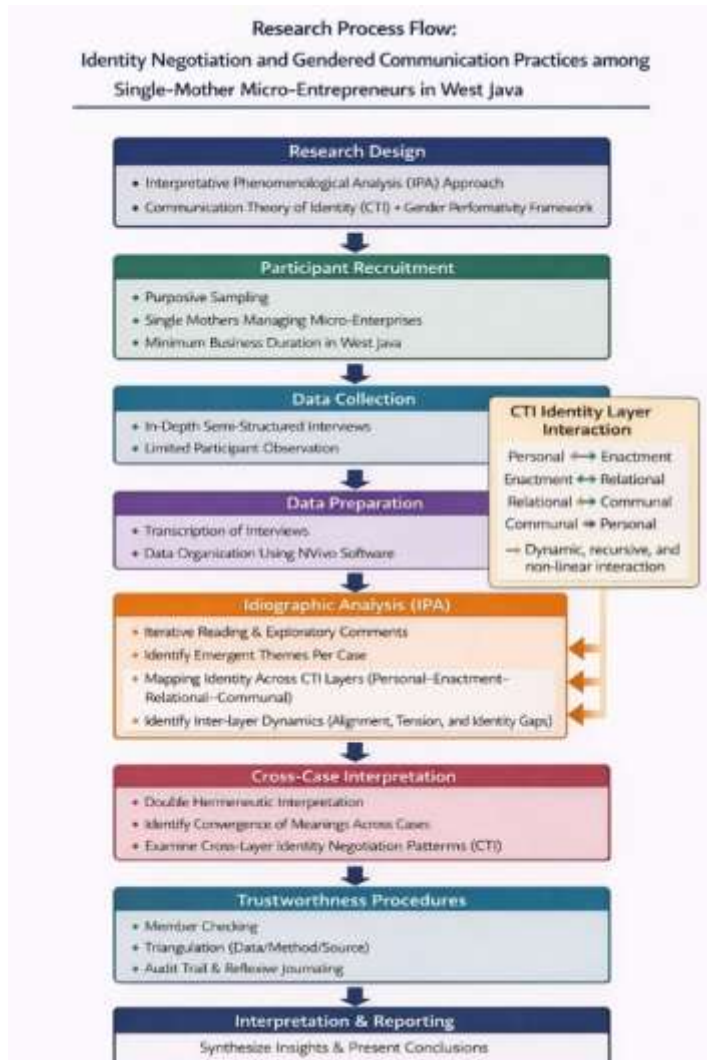 Research Process Flow:
Identity Negotiation and Gendered Communication Practices among
Single-Mother Micro-Entrepreneurs in West Java
Research Design
• Interpretative Phenomenological Analysis (IPA) Approach
• Communication Theory of Identity (CTI) + Gender Performativity Framework
Participant Recruitment
• Purposive Sampling
• Single Mothers Managing Micro-Enterprises
• Minimum Business Duration in West Java
Data Collection
• In-Depth Semi-Structured Interviews
• Limited Participant Observation
CTI Identity Layer
Interaction
Personal ↔ Enactment
Enactment ↔ Relational
Relational ↔ Communal
Communal → Personal
→ Dynamic, recursive, and
non-linear interaction
Data Preparation
• Transcription of Interviews
• Data Organization Using NVivo Software
Idiographic Analysis (IPA)
• Iterative Reading & Exploratory Comments
• Identify Emergent Themes Per Case
• Mapping Identity Across CTI Layers (Personal–Enactment–
Relational–Communal)
• Identify Inter-layer Dynamics (Alignment, Tension, and Identity Gaps)
Cross-Case Interpretation
• Double Hermeneutic Interpretation
• Identify Convergence of Meanings Across Cases
• Examine Cross-Layer Identity Negotiation Patterms (CTI)
Trustworthness Procedures
• Member Checking
• Triangulation (Data/Method/Source)
• Audit Trail & Reflexive Journaling
Interpretation & Reporting
Synthesize Insights & Present Conclusions